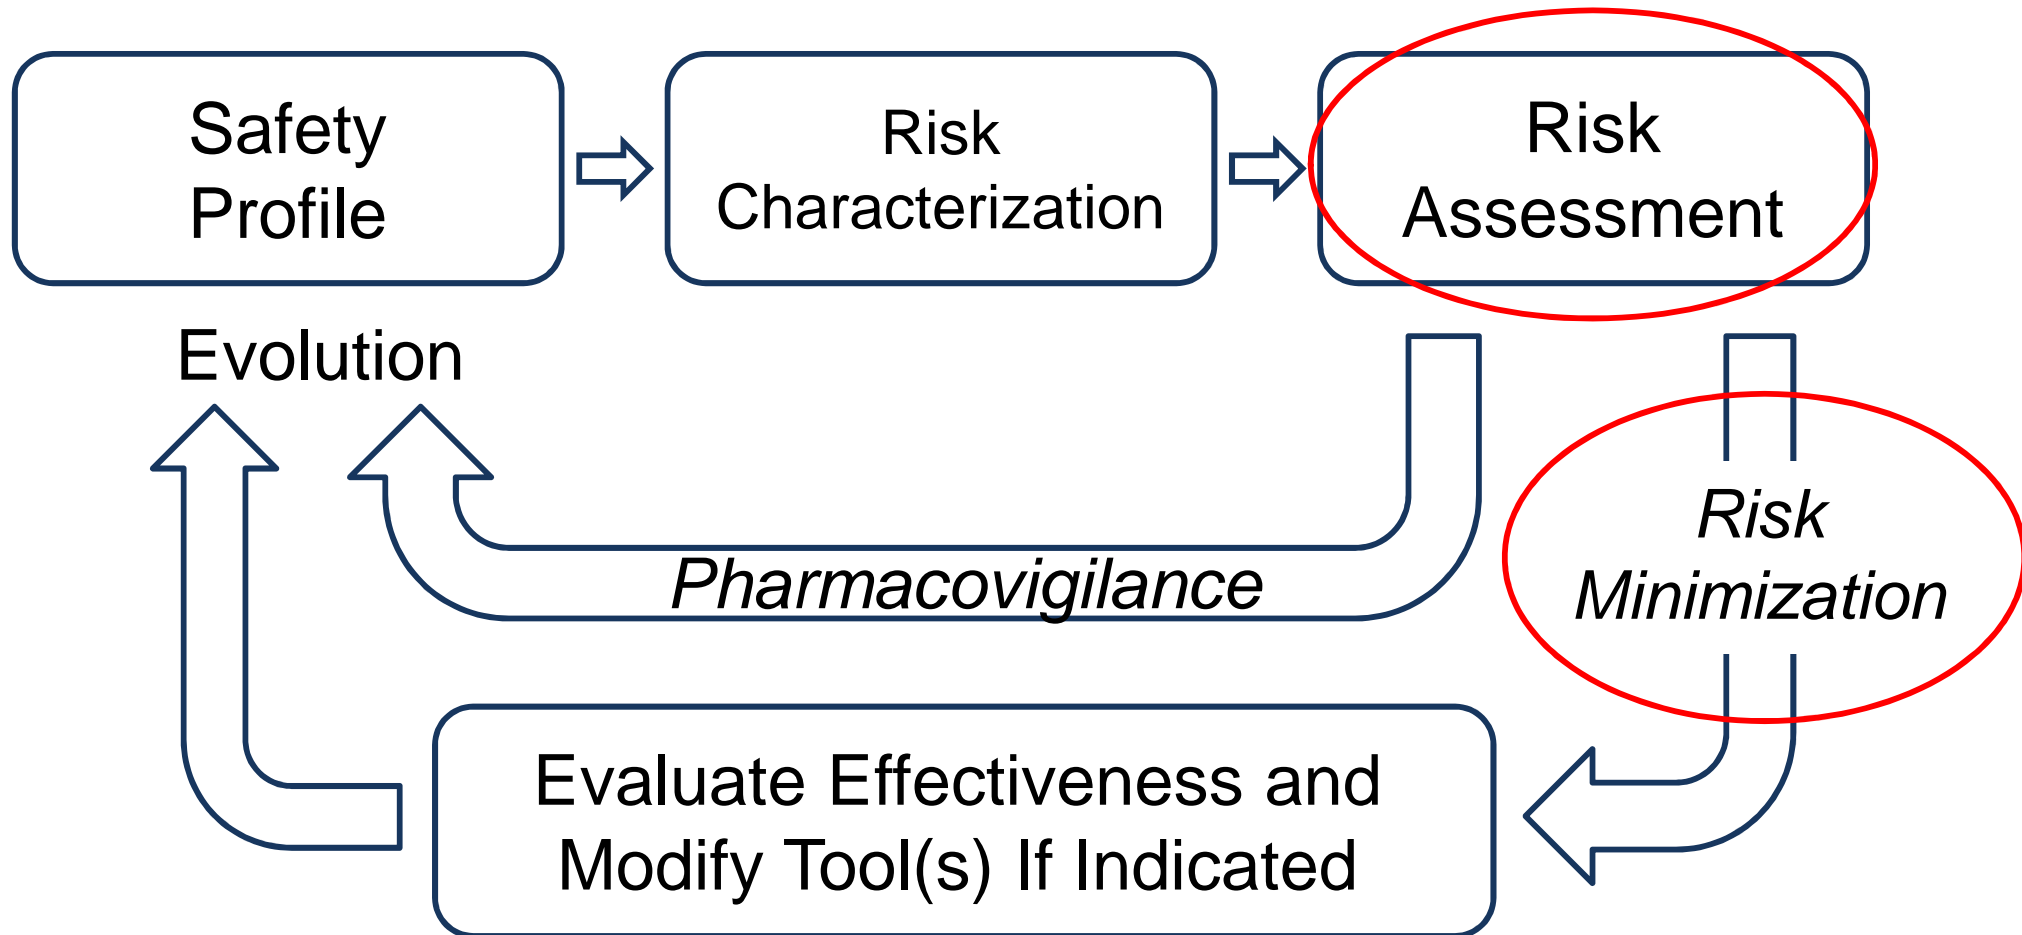 Safety
Profile
Risk
Characterization
Risk
Assessment
Evolution
Pharmacovigilance
Risk
Minimization
Evaluate Effectiveness and
Modify Tool(s) If Indicated